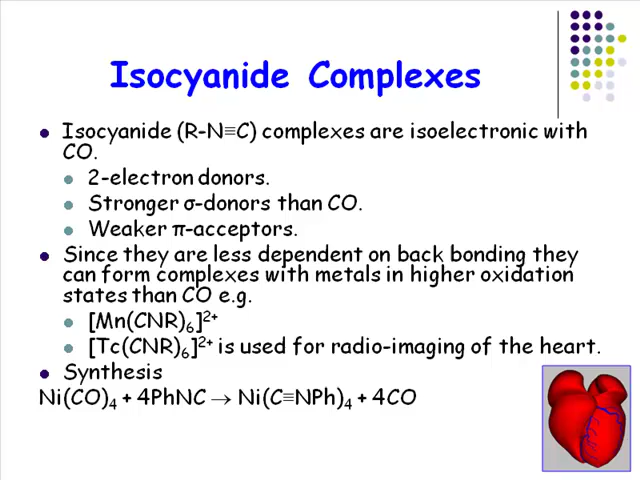 Isocyanide Complexes
Isocyanide (R-N≡C) complexes are isoelectronic with
CO.
2-electron donors.
Stronger σ-donors than CO.
Weaker π-acceptors.
Since they are less dependent on back bonding they
can form complexes with metals in higher oxidation
states than CO e.g.
[Mn(CNR)₆]²⁺
[Tc(CNR)₆]²⁺ is used for radio-imaging of the heart.
Synthesis
Ni(CO)₄ + 4PhNC → Ni(C≡NPh)₄ + 4CO